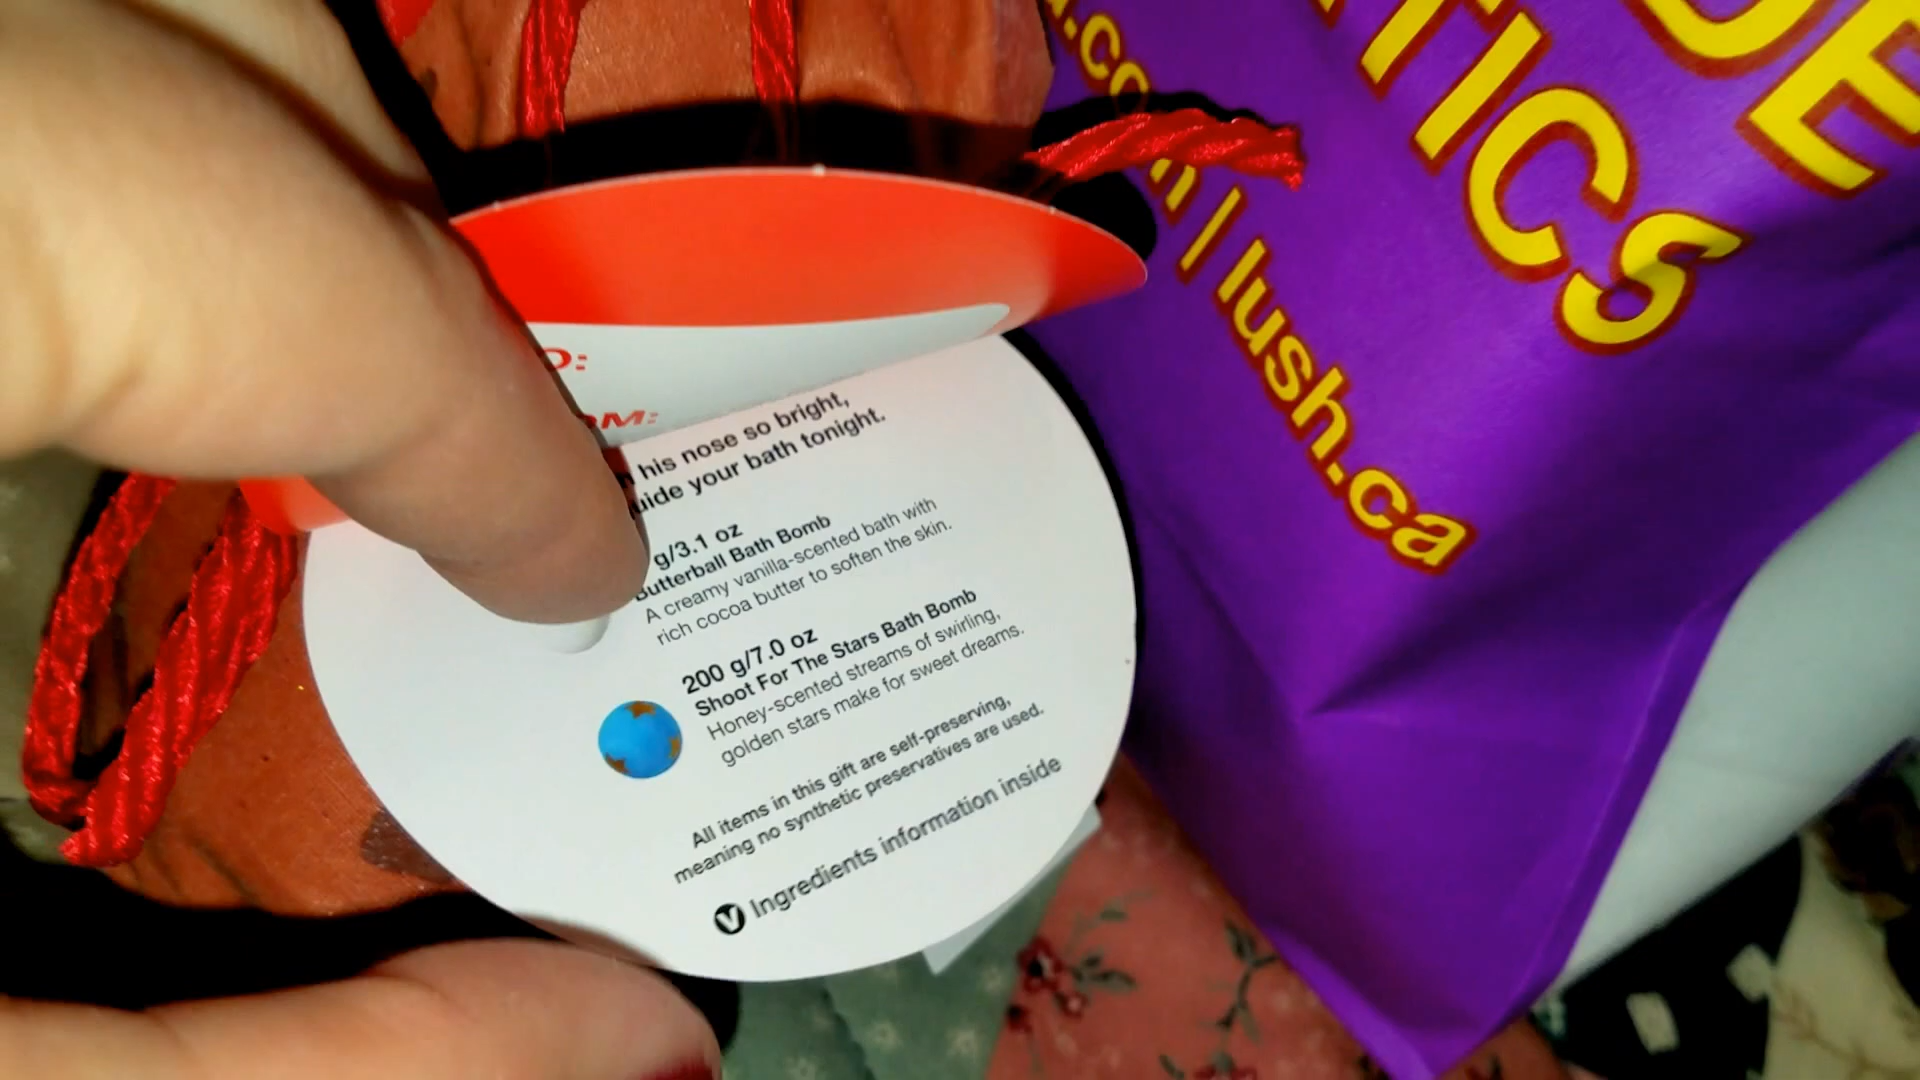 his nose so bright,
your bath tonight.
g/3.1 oz
Butterball Bath Bomb
A creamy vanilla-scented bath with
rich cocoa butter to soften the skin.
200 g/7.0 oz
Shoot For The Stars Bath Bomb
Honey-scented streams of swirling,
golden stars make for sweet dreams.
All items in this gift are self-preserving,
meaning no synthetic preservatives are used.
V Ingredients information inside
DE
TICS
.com | lush.ca